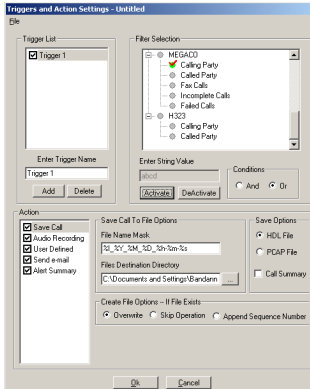 Triggers and Action Settings - Untitled
File
Trigger List
Trigger 1
Enter Trigger Name
Trigger 1
Add
Delete
Filter Selection
MEGACO
Calling Party
Called Party
Fax Calls
Incomplete Calls
Failed Calls
H323
Calling Party
Called Party
Enter String Value
abcd
Activate
DeActivate
Conditions
And
Or
Action
Save Call
Audio Recording
User Defined
Send e-mail
Alert Summary
Save Call To File Options
File Name Mask
%I_%Y_%M_%D_%h-%m-%s
Files Destination Directory
C:\Documents and Settings\Bandann
...
Save Options
HDL File
PCAP File
Call Summary
Create File Options -- If File Exists
Overwrite
Skip Operation
Append Sequence Number
Ok
Cancel